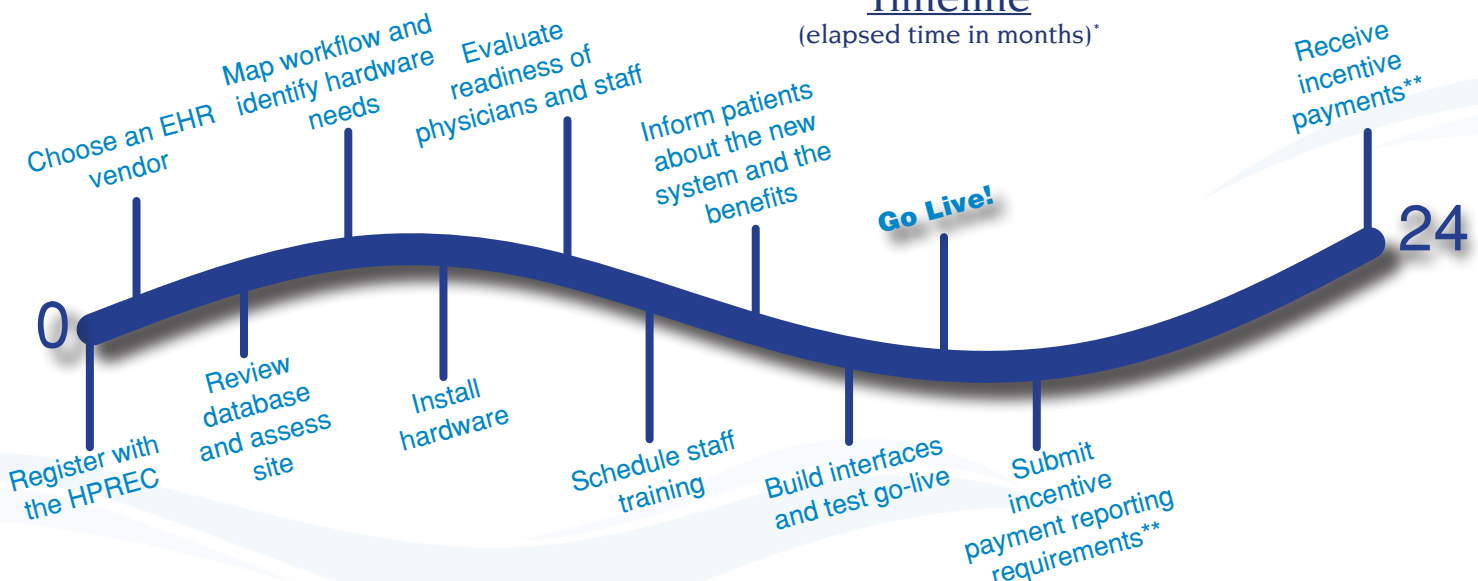 Timeline
(elapsed time in months)*
0
Register with
the HPREC
Choose an EHR
vendor
Review
database
and assess
site
Map workflow and
identify hardware
needs
Install
hardware
Evaluate
readiness of
physicians and staff
Schedule staff
training
Inform patients
about the new
system and the
benefits
Build interfaces
and test go-live
Go Live!
Submit
incentive
payment reporting
requirements**
Receive
incentive
payments**
24